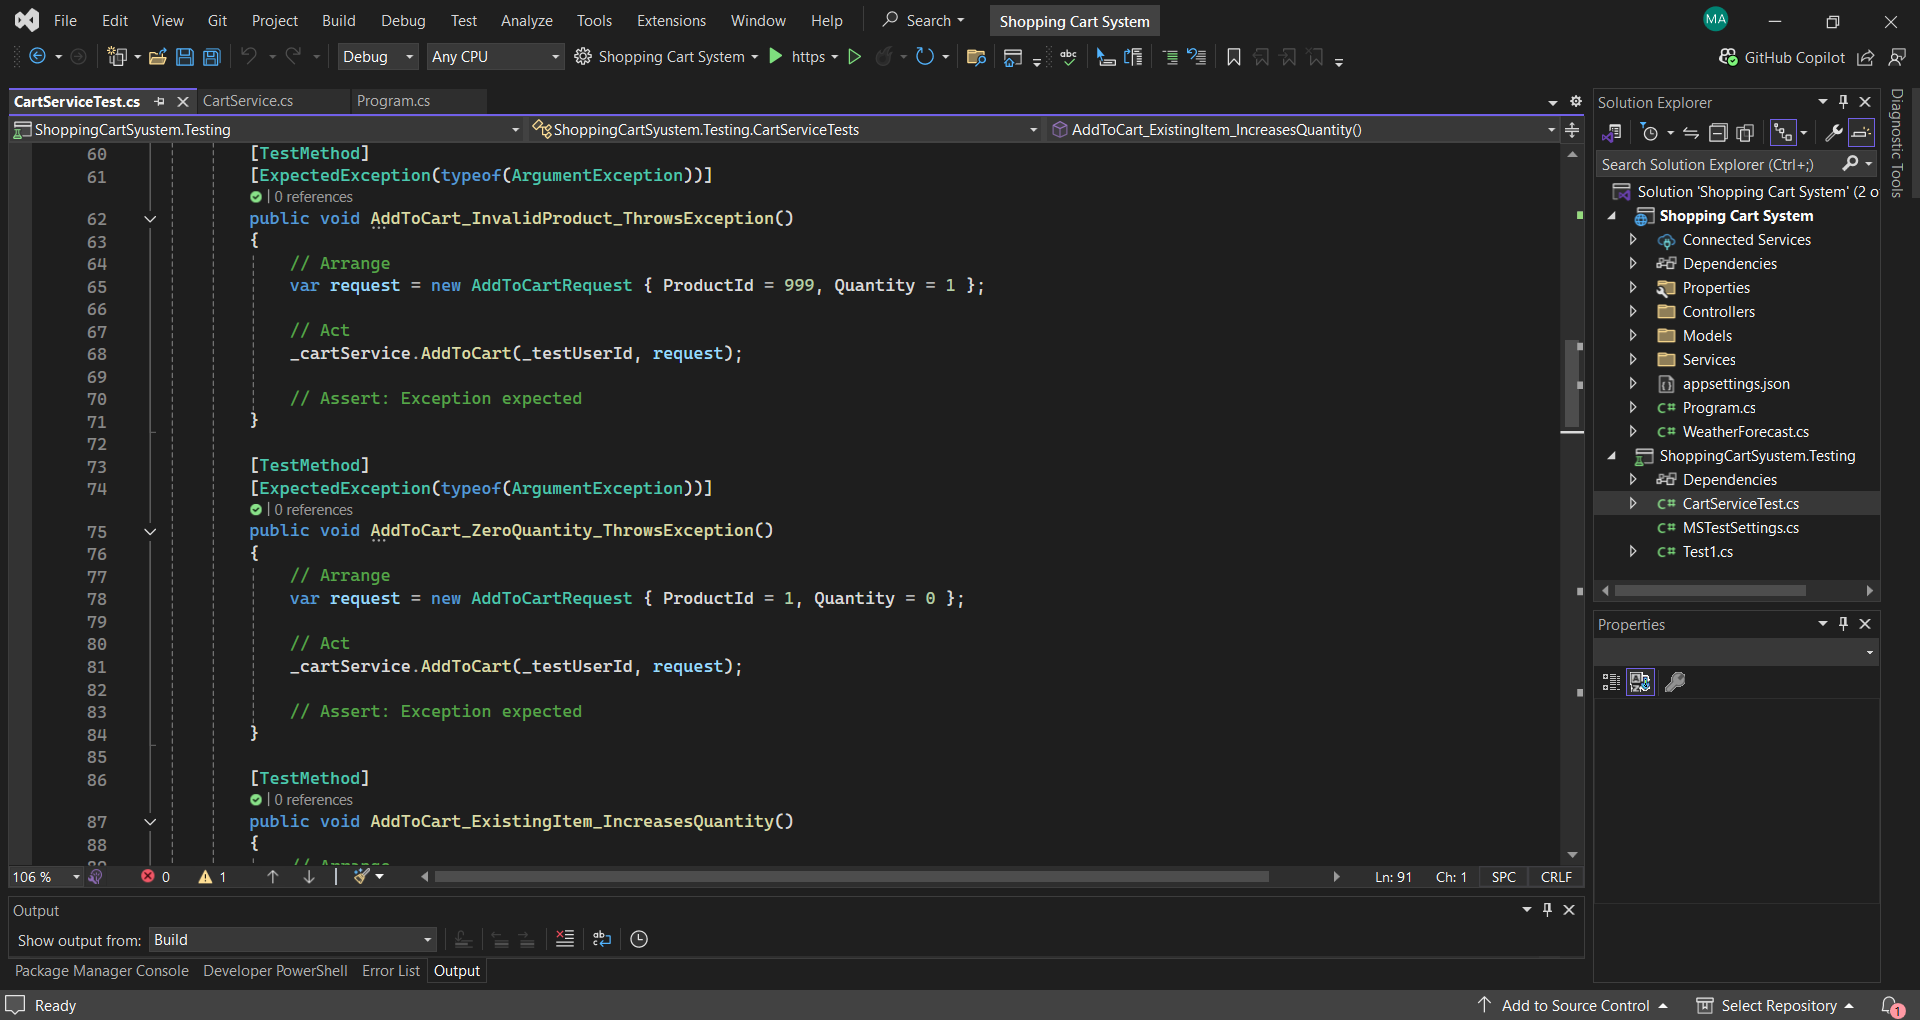 File Edit View Git Project Build Debug Test Analyze Tools Extensions Window Help Search Shopping Cart System MA
Debug Any CPU Shopping Cart System https GitHub Copilot
CartServiceTest.cs CartService.cs Program.cs
ShoppingCartSyustem.Testing ShoppingCartSyustem.Testing.CartServiceTests AddToCart_ExistingItem_IncreasesQuantity()
60 [TestMethod]
61 [ExpectedException(typeof(ArgumentException))]
| 0 references
62 public void AddToCart_InvalidProduct_ThrowsException()
63 {
64 // Arrange
65 var request = new AddToCartRequest { ProductId = 999, Quantity = 1 };
66
67 // Act
68 _cartService.AddToCart(_testUserId, request);
69
70 // Assert: Exception expected
71 }
72
73 [TestMethod]
74 [ExpectedException(typeof(ArgumentException))]
| 0 references
75 public void AddToCart_ZeroQuantity_ThrowsException()
76 {
77 // Arrange
78 var request = new AddToCartRequest { ProductId = 1, Quantity = 0 };
79
80 // Act
81 _cartService.AddToCart(_testUserId, request);
82
83 // Assert: Exception expected
84 }
85
86 [TestMethod]
| 0 references
87 public void AddToCart_ExistingItem_IncreasesQuantity()
88 {
// Arrange
106 % 0 1 Ln: 91 Ch: 1 SPC CRLF
Output
Show output from: Build
Package Manager Console Developer PowerShell Error List Output
Solution Explorer
Search Solution Explorer (Ctrl+;)
Solution 'Shopping Cart System' (2 o
Shopping Cart System
Connected Services
Dependencies
Properties
Controllers
Models
Services
appsettings.json
C# Program.cs
C# WeatherForecast.cs
ShoppingCartSyustem.Testing
Dependencies
C# CartServiceTest.cs
C# MSTestSettings.cs
C# Test1.cs
Properties
Diagnostic Tools
Ready Add to Source Control Select Repository 1